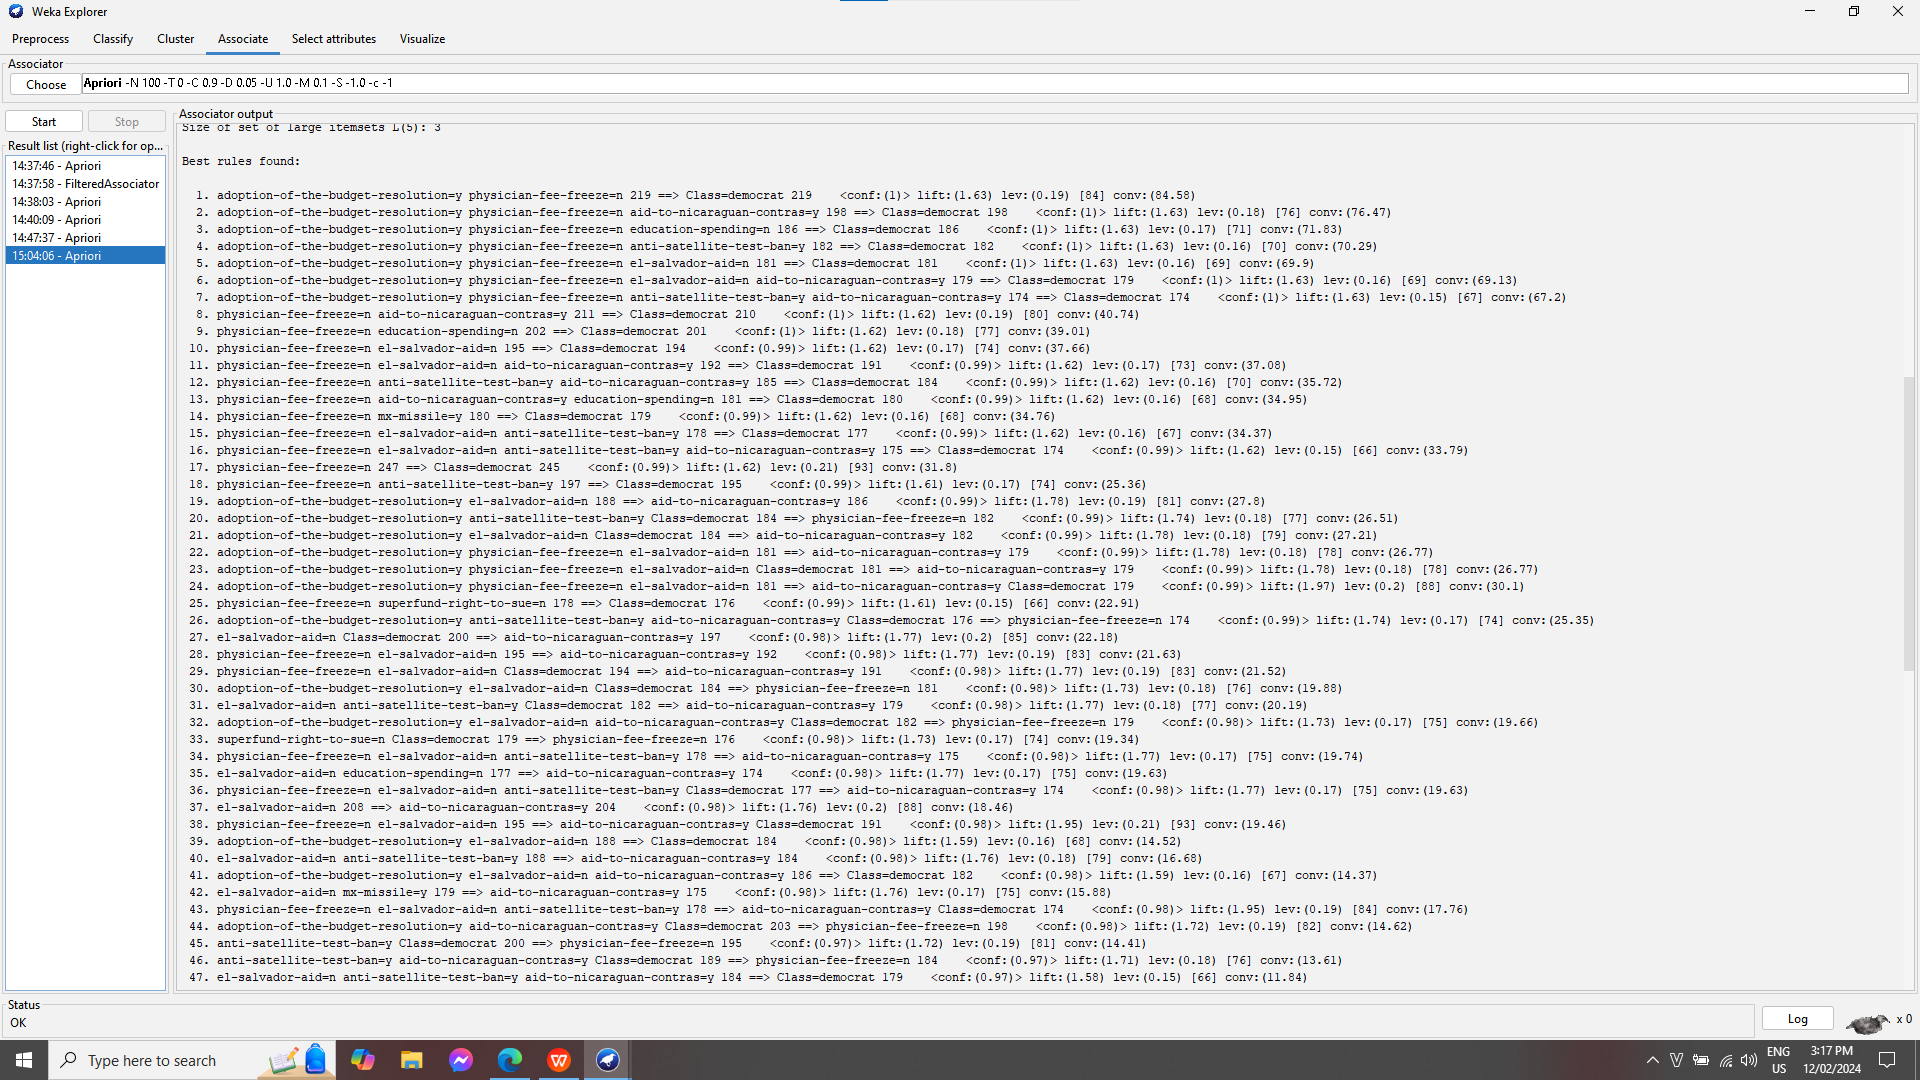 Weka Explorer
Preprocess Classify Cluster Associate Select attributes Visualize
Associator
Choose Apriori -N 100 -T 0 -C 0.9 -D 0.05 -U 1.0 -M 0.1 -S -1.0 -c -1
Start Stop
Result list (right-click for op...
14:37:46 - Apriori
14:37:58 - FilteredAssociator
14:38:03 - Apriori
14:40:09 - Apriori
14:47:37 - Apriori
15:04:06 - Apriori
Associator output
Size of set of large itemsets L(5): 3
Best rules found:
1. adoption-of-the-budget-resolution=y physician-fee-freeze=n 219 ==> Class=democrat 219 <conf:(1)> lift:(1.63) lev:(0.19) [84] conv:(84.58)
2. adoption-of-the-budget-resolution=y physician-fee-freeze=n aid-to-nicaraguan-contras=y 198 ==> Class=democrat 198 <conf:(1)> lift:(1.63) lev:(0.18) [76] conv:(76.47)
3. adoption-of-the-budget-resolution=y physician-fee-freeze=n education-spending=n 186 ==> Class=democrat 186 <conf:(1)> lift:(1.63) lev:(0.17) [71] conv:(71.83)
4. adoption-of-the-budget-resolution=y physician-fee-freeze=n anti-satellite-test-ban=y 182 ==> Class=democrat 182 <conf:(1)> lift:(1.63) lev:(0.16) [70] conv:(70.29)
5. adoption-of-the-budget-resolution=y physician-fee-freeze=n el-salvador-aid=n 181 ==> Class=democrat 181 <conf:(1)> lift:(1.63) lev:(0.16) [69] conv:(69.9)
6. adoption-of-the-budget-resolution=y physician-fee-freeze=n el-salvador-aid=n aid-to-nicaraguan-contras=y 179 ==> Class=democrat 179 <conf:(1)> lift:(1.63) lev:(0.16) [69] conv:(69.13)
7. adoption-of-the-budget-resolution=y physician-fee-freeze=n anti-satellite-test-ban=y aid-to-nicaraguan-contras=y 174 ==> Class=democrat 174 <conf:(1)> lift:(1.63) lev:(0.15) [67] conv:(67.2)
8. physician-fee-freeze=n aid-to-nicaraguan-contras=y 211 ==> Class=democrat 210 <conf:(1)> lift:(1.62) lev:(0.19) [80] conv:(40.74)
9. physician-fee-freeze=n education-spending=n 202 ==> Class=democrat 201 <conf:(1)> lift:(1.62) lev:(0.18) [77] conv:(39.01)
10. physician-fee-freeze=n el-salvador-aid=n 195 ==> Class=democrat 194 <conf:(0.99)> lift:(1.62) lev:(0.17) [74] conv:(37.66)
11. physician-fee-freeze=n el-salvador-aid=n aid-to-nicaraguan-contras=y 192 ==> Class=democrat 191 <conf:(0.99)> lift:(1.62) lev:(0.17) [73] conv:(37.08)
12. physician-fee-freeze=n anti-satellite-test-ban=y aid-to-nicaraguan-contras=y 185 ==> Class=democrat 184 <conf:(0.99)> lift:(1.62) lev:(0.16) [70] conv:(35.72)
13. physician-fee-freeze=n aid-to-nicaraguan-contras=y education-spending=n 181 ==> Class=democrat 180 <conf:(0.99)> lift:(1.62) lev:(0.16) [68] conv:(34.95)
14. physician-fee-freeze=n mx-missile=y 180 ==> Class=democrat 179 <conf:(0.99)> lift:(1.62) lev:(0.16) [68] conv:(34.76)
15. physician-fee-freeze=n el-salvador-aid=n anti-satellite-test-ban=y 178 ==> Class=democrat 177 <conf:(0.99)> lift:(1.62) lev:(0.16) [67] conv:(34.37)
16. physician-fee-freeze=n el-salvador-aid=n anti-satellite-test-ban=y aid-to-nicaraguan-contras=y 175 ==> Class=democrat 174 <conf:(0.99)> lift:(1.62) lev:(0.15) [66] conv:(33.79)
17. physician-fee-freeze=n 247 ==> Class=democrat 245 <conf:(0.99)> lift:(1.62) lev:(0.21) [93] conv:(31.8)
18. physician-fee-freeze=n anti-satellite-test-ban=y 197 ==> Class=democrat 195 <conf:(0.99)> lift:(1.61) lev:(0.17) [74] conv:(25.36)
19. adoption-of-the-budget-resolution=y el-salvador-aid=n 188 ==> aid-to-nicaraguan-contras=y 186 <conf:(0.99)> lift:(1.78) lev:(0.19) [81] conv:(27.8)
20. adoption-of-the-budget-resolution=y anti-satellite-test-ban=y Class=democrat 184 ==> physician-fee-freeze=n 182 <conf:(0.99)> lift:(1.74) lev:(0.18) [77] conv:(26.51)
21. adoption-of-the-budget-resolution=y el-salvador-aid=n Class=democrat 184 ==> aid-to-nicaraguan-contras=y 182 <conf:(0.99)> lift:(1.78) lev:(0.18) [79] conv:(27.21)
22. adoption-of-the-budget-resolution=y physician-fee-freeze=n el-salvador-aid=n 181 ==> aid-to-nicaraguan-contras=y 179 <conf:(0.99)> lift:(1.78) lev:(0.18) [78] conv:(26.77)
23. adoption-of-the-budget-resolution=y physician-fee-freeze=n el-salvador-aid=n Class=democrat 181 ==> aid-to-nicaraguan-contras=y 179 <conf:(0.99)> lift:(1.78) lev:(0.18) [78] conv:(26.77)
24. adoption-of-the-budget-resolution=y physician-fee-freeze=n el-salvador-aid=n 181 ==> aid-to-nicaraguan-contras=y Class=democrat 179 <conf:(0.99)> lift:(1.97) lev:(0.2) [88] conv:(30.1)
25. physician-fee-freeze=n superfund-right-to-sue=n 178 ==> Class=democrat 176 <conf:(0.99)> lift:(1.61) lev:(0.15) [66] conv:(22.91)
26. adoption-of-the-budget-resolution=y anti-satellite-test-ban=y aid-to-nicaraguan-contras=y Class=democrat 176 ==> physician-fee-freeze=n 174 <conf:(0.99)> lift:(1.74) lev:(0.17) [74] conv:(25.35)
27. el-salvador-aid=n Class=democrat 200 ==> aid-to-nicaraguan-contras=y 197 <conf:(0.98)> lift:(1.77) lev:(0.2) [85] conv:(22.18)
28. physician-fee-freeze=n el-salvador-aid=n 195 ==> aid-to-nicaraguan-contras=y 192 <conf:(0.98)> lift:(1.77) lev:(0.19) [83] conv:(21.63)
29. physician-fee-freeze=n el-salvador-aid=n Class=democrat 194 ==> aid-to-nicaraguan-contras=y 191 <conf:(0.98)> lift:(1.77) lev:(0.19) [83] conv:(21.52)
30. adoption-of-the-budget-resolution=y el-salvador-aid=n Class=democrat 184 ==> physician-fee-freeze=n 181 <conf:(0.98)> lift:(1.73) lev:(0.18) [76] conv:(19.88)
31. el-salvador-aid=n anti-satellite-test-ban=y Class=democrat 182 ==> aid-to-nicaraguan-contras=y 179 <conf:(0.98)> lift:(1.77) lev:(0.18) [77] conv:(20.19)
32. adoption-of-the-budget-resolution=y el-salvador-aid=n aid-to-nicaraguan-contras=y Class=democrat 182 ==> physician-fee-freeze=n 179 <conf:(0.98)> lift:(1.73) lev:(0.17) [75] conv:(19.66)
33. superfund-right-to-sue=n Class=democrat 179 ==> physician-fee-freeze=n 176 <conf:(0.98)> lift:(1.73) lev:(0.17) [74] conv:(19.34)
34. physician-fee-freeze=n el-salvador-aid=n anti-satellite-test-ban=y 178 ==> aid-to-nicaraguan-contras=y 175 <conf:(0.98)> lift:(1.77) lev:(0.17) [75] conv:(19.74)
35. el-salvador-aid=n education-spending=n 177 ==> aid-to-nicaraguan-contras=y 174 <conf:(0.98)> lift:(1.77) lev:(0.17) [75] conv:(19.63)
36. physician-fee-freeze=n el-salvador-aid=n anti-satellite-test-ban=y Class=democrat 177 ==> aid-to-nicaraguan-contras=y 174 <conf:(0.98)> lift:(1.77) lev:(0.17) [75] conv:(19.63)
37. el-salvador-aid=n 208 ==> aid-to-nicaraguan-contras=y 204 <conf:(0.98)> lift:(1.76) lev:(0.2) [88] conv:(18.46)
38. physician-fee-freeze=n el-salvador-aid=n 195 ==> aid-to-nicaraguan-contras=y Class=democrat 191 <conf:(0.98)> lift:(1.95) lev:(0.21) [93] conv:(19.46)
39. adoption-of-the-budget-resolution=y el-salvador-aid=n 188 ==> Class=democrat 184 <conf:(0.98)> lift:(1.59) lev:(0.16) [68] conv:(14.52)
40. el-salvador-aid=n anti-satellite-test-ban=y 188 ==> aid-to-nicaraguan-contras=y 184 <conf:(0.98)> lift:(1.76) lev:(0.18) [79] conv:(16.68)
41. adoption-of-the-budget-resolution=y el-salvador-aid=n aid-to-nicaraguan-contras=y 186 ==> Class=democrat 182 <conf:(0.98)> lift:(1.59) lev:(0.16) [67] conv:(14.37)
42. el-salvador-aid=n mx-missile=y 179 ==> aid-to-nicaraguan-contras=y 175 <conf:(0.98)> lift:(1.76) lev:(0.17) [75] conv:(15.88)
43. physician-fee-freeze=n el-salvador-aid=n anti-satellite-test-ban=y 178 ==> aid-to-nicaraguan-contras=y Class=democrat 174 <conf:(0.98)> lift:(1.95) lev:(0.19) [84] conv:(17.76)
44. adoption-of-the-budget-resolution=y aid-to-nicaraguan-contras=y Class=democrat 203 ==> physician-fee-freeze=n 198 <conf:(0.98)> lift:(1.72) lev:(0.19) [82] conv:(14.62)
45. anti-satellite-test-ban=y Class=democrat 200 ==> physician-fee-freeze=n 195 <conf:(0.97)> lift:(1.72) lev:(0.19) [81] conv:(14.41)
46. anti-satellite-test-ban=y aid-to-nicaraguan-contras=y Class=democrat 189 ==> physician-fee-freeze=n 184 <conf:(0.97)> lift:(1.71) lev:(0.18) [76] conv:(13.61)
47. el-salvador-aid=n anti-satellite-test-ban=y aid-to-nicaraguan-contras=y 184 ==> Class=democrat 179 <conf:(0.97)> lift:(1.58) lev:(0.15) [66] conv:(11.84)
Status
OK
Log
x 0
Type here to search
ENG
US
3:17 PM
12/02/2024